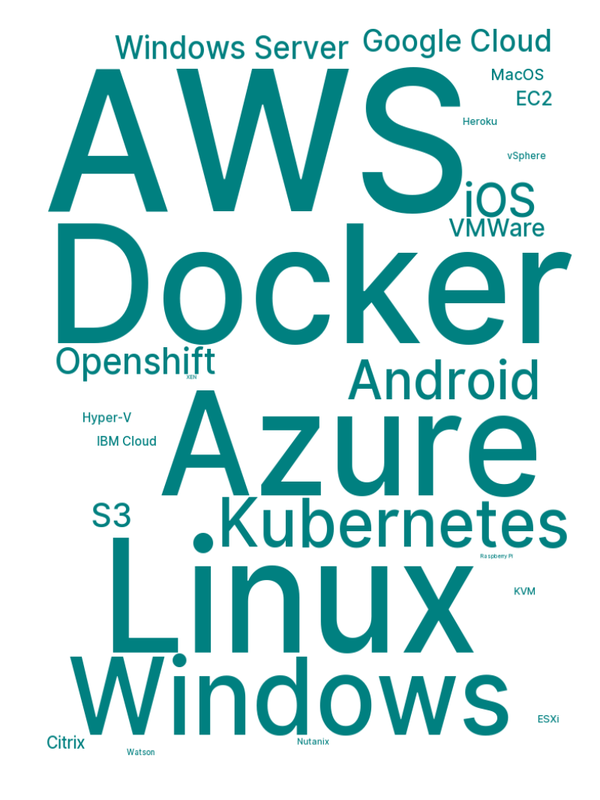 Windows Server
Google Cloud
MacOS
EC2
AWS
Heroku
vSphere
iOS
VMWare
Docker
Openshift
XEN
Android
Hyper-V
IBM Cloud
Azure
S3
Kubernetes
Raspberry PI
Linux
KVM
Windows
ESXi
Citrix
Nutanix
Watson